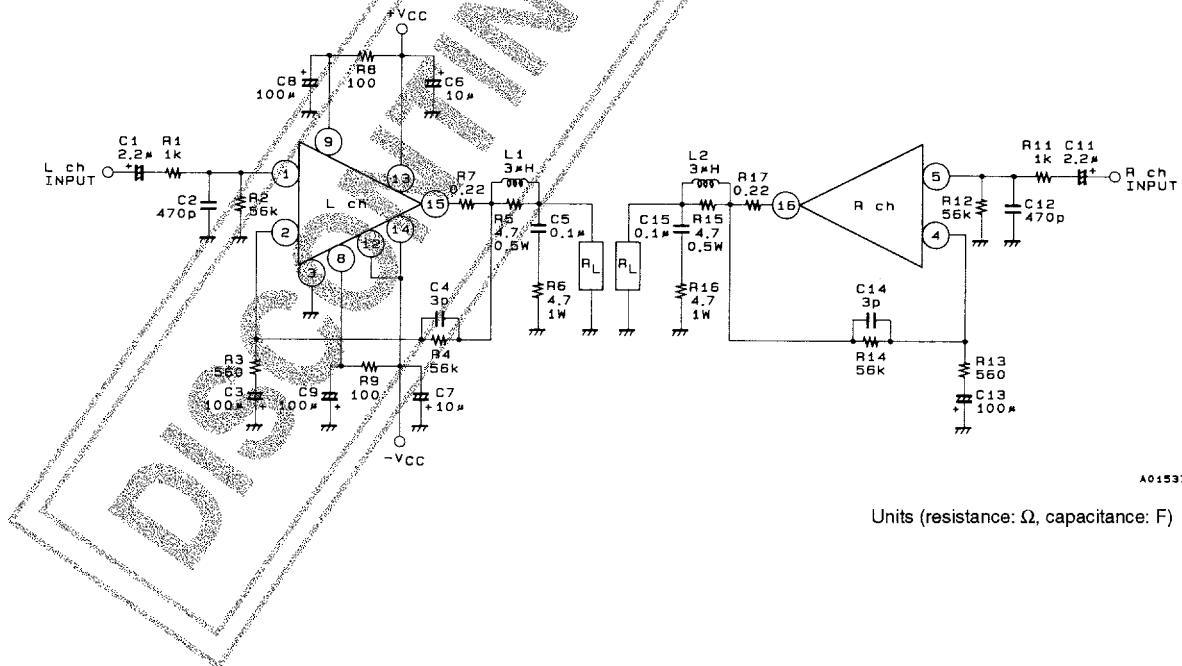 +VCC
R8
100
C8
100µ
C6
10µ
9
C1
2.2µ
R1
1k
L ch
INPUT
C2
470p
R2
56k
1
2
L ch
13
15
14
12
8
3
R7
0.22
L1
3µH
R5
4.7
0.5W
C5
0.1µ
R6
4.7
1W
RL
C4
3p
R4
56k
R3
560
C3
100µ
C9
100µ
R9
100
C7
10µ
-VCC
L2
3µH
R17
0.22
16
RL
C15
0.1µ
R15
4.7
0.5W
R16
4.7
1W
R ch
5
4
R11
1k
C11
2.2µ
R ch
INPUT
R12
56k
C12
470p
C14
3p
R14
56k
R13
560
C13
100µ
A01537
Units (resistance: Ω, capacitance: F)